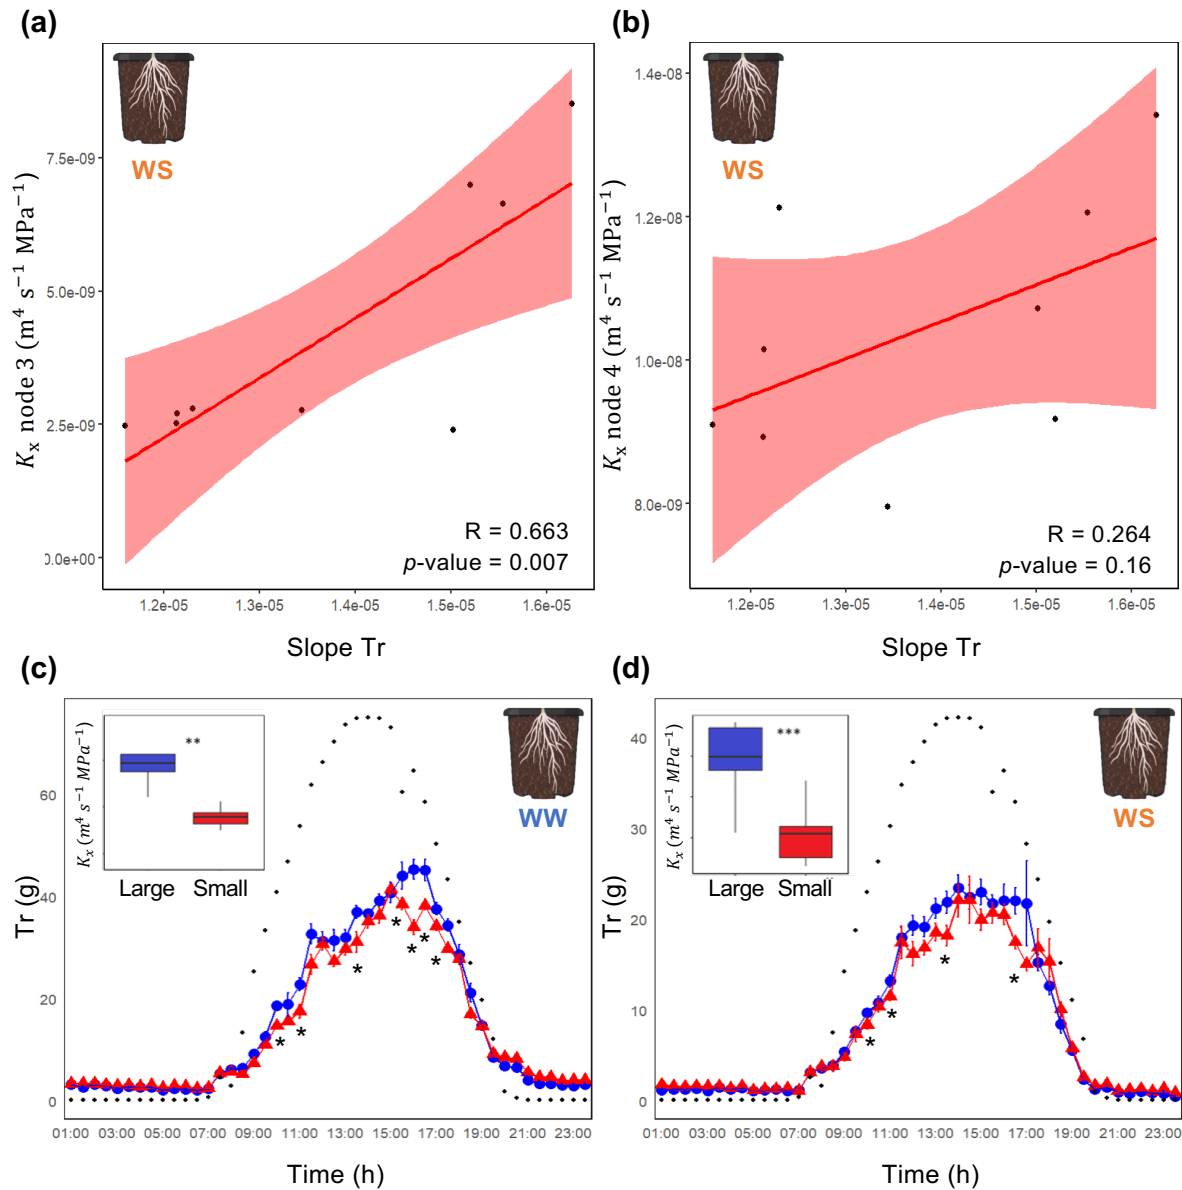 (a)
WS
7.5e-09
5.0e-09
2.5e-09
0.0e+00
Kx node 3 (m⁴ s⁻¹ MPa⁻¹)
R = 0.663
p-value = 0.007
1.2e-05 1.3e-05 1.4e-05 1.5e-05 1.6e-05
Slope Tr
(b)
WS
1.4e-08
1.2e-08
1.0e-08
8.0e-09
Kx node 4 (m⁴ s⁻¹ MPa⁻¹)
R = 0.264
p-value = 0.16
1.2e-05 1.3e-05 1.4e-05 1.5e-05 1.6e-05
Slope Tr
(c)
Kx (m⁴ s⁻¹ MPa⁻¹)
**
Large Small
WW
60
40
20
0
Tr (g)
* * * * * * *
01:00 03:00 05:00 07:00 09:00 11:00 13:00 15:00 17:00 19:00 21:00 23:00
Time (h)
(d)
Kx (m⁴ s⁻¹ MPa⁻¹)
***
Large Small
WS
40
30
20
10
0
Tr (g)
* * * *
01:00 03:00 05:00 07:00 09:00 11:00 13:00 15:00 17:00 19:00 21:00 23:00
Time (h)